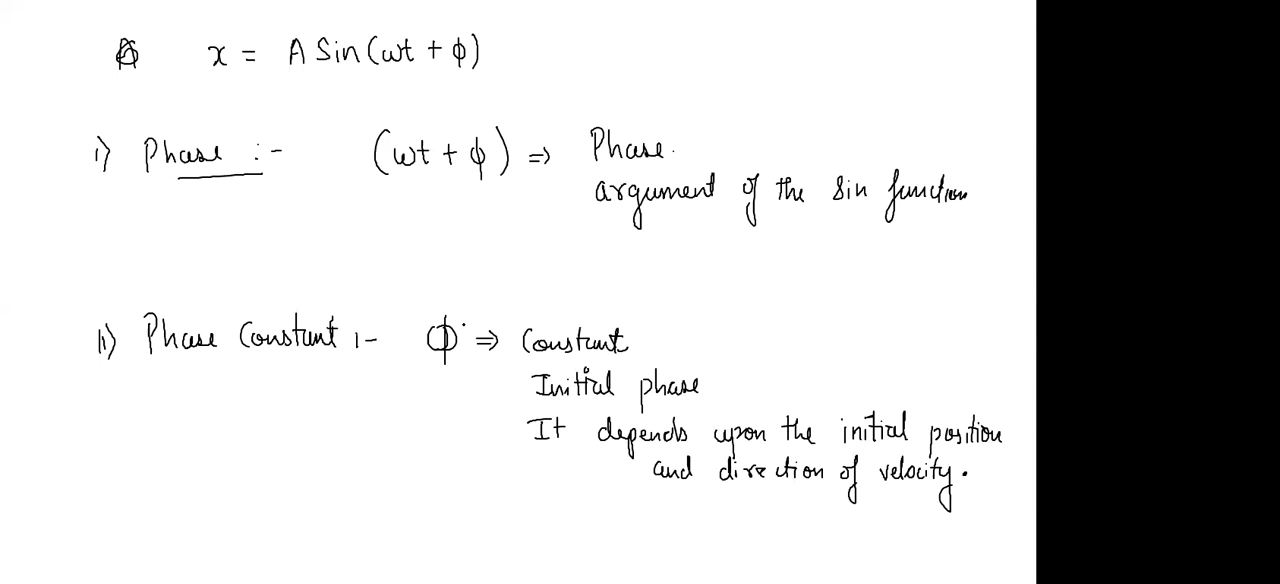 x = A Sin(ωt + ϕ)
i) Phase :- (ωt + ϕ) ⇒ Phase.
argument of the sin function
ii) Phase Constant :- ϕ ⇒ Constant
Initial phase
It depends upon the initial position
and direction of velocity.